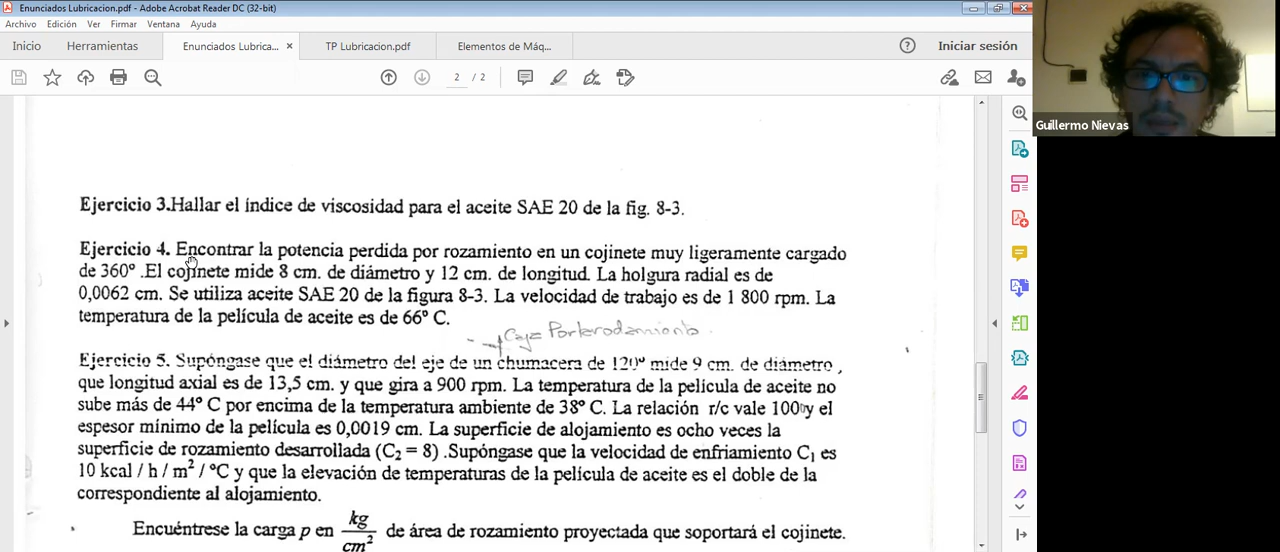 Enunciados Lubricacion.pdf - Adobe Acrobat Reader DC (32-bit)
Archivo Edición Ver Firmar Ventana Ayuda
Inicio Herramientas Enunciados Lubrica... × TP Lubricacion.pdf Elementos de Máq... Iniciar sesión
2 / 2
Guillermo Nievas
Ejercicio 3.Hallar el índice de viscosidad para el aceite SAE 20 de la fig. 8-3.
Ejercicio 4. Encontrar la potencia perdida por rozamiento en un cojinete muy ligeramente cargado
de 360º .El cojinete mide 8 cm. de diámetro y 12 cm. de longitud. La holgura radial es de
0,0062 cm. Se utiliza aceite SAE 20 de la figura 8-3. La velocidad de trabajo es de 1 800 rpm. La
temperatura de la película de aceite es de 66º C.
Caja Portarodamiento
Ejercicio 5. Supóngase que el diámetro del eje de un chumacera de 120º mide 9 cm. de diámetro ,
que longitud axial es de 13,5 cm. y que gira a 900 rpm. La temperatura de la película de aceite no
sube más de 44º C por encima de la temperatura ambiente de 38º C. La relación r/c vale 1000y el
espesor mínimo de la película es 0,0019 cm. La superficie de alojamiento es ocho veces la
superficie de rozamiento desarrollada (C2 = 8) .Supóngase que la velocidad de enfriamiento C1 es
10 kcal / h / m² / ºC y que la elevación de temperaturas de la película de aceite es el doble de la
correspondiente al alojamiento.
Encuéntrese la carga p en kg/cm² de área de rozamiento proyectada que soportará el cojinete.